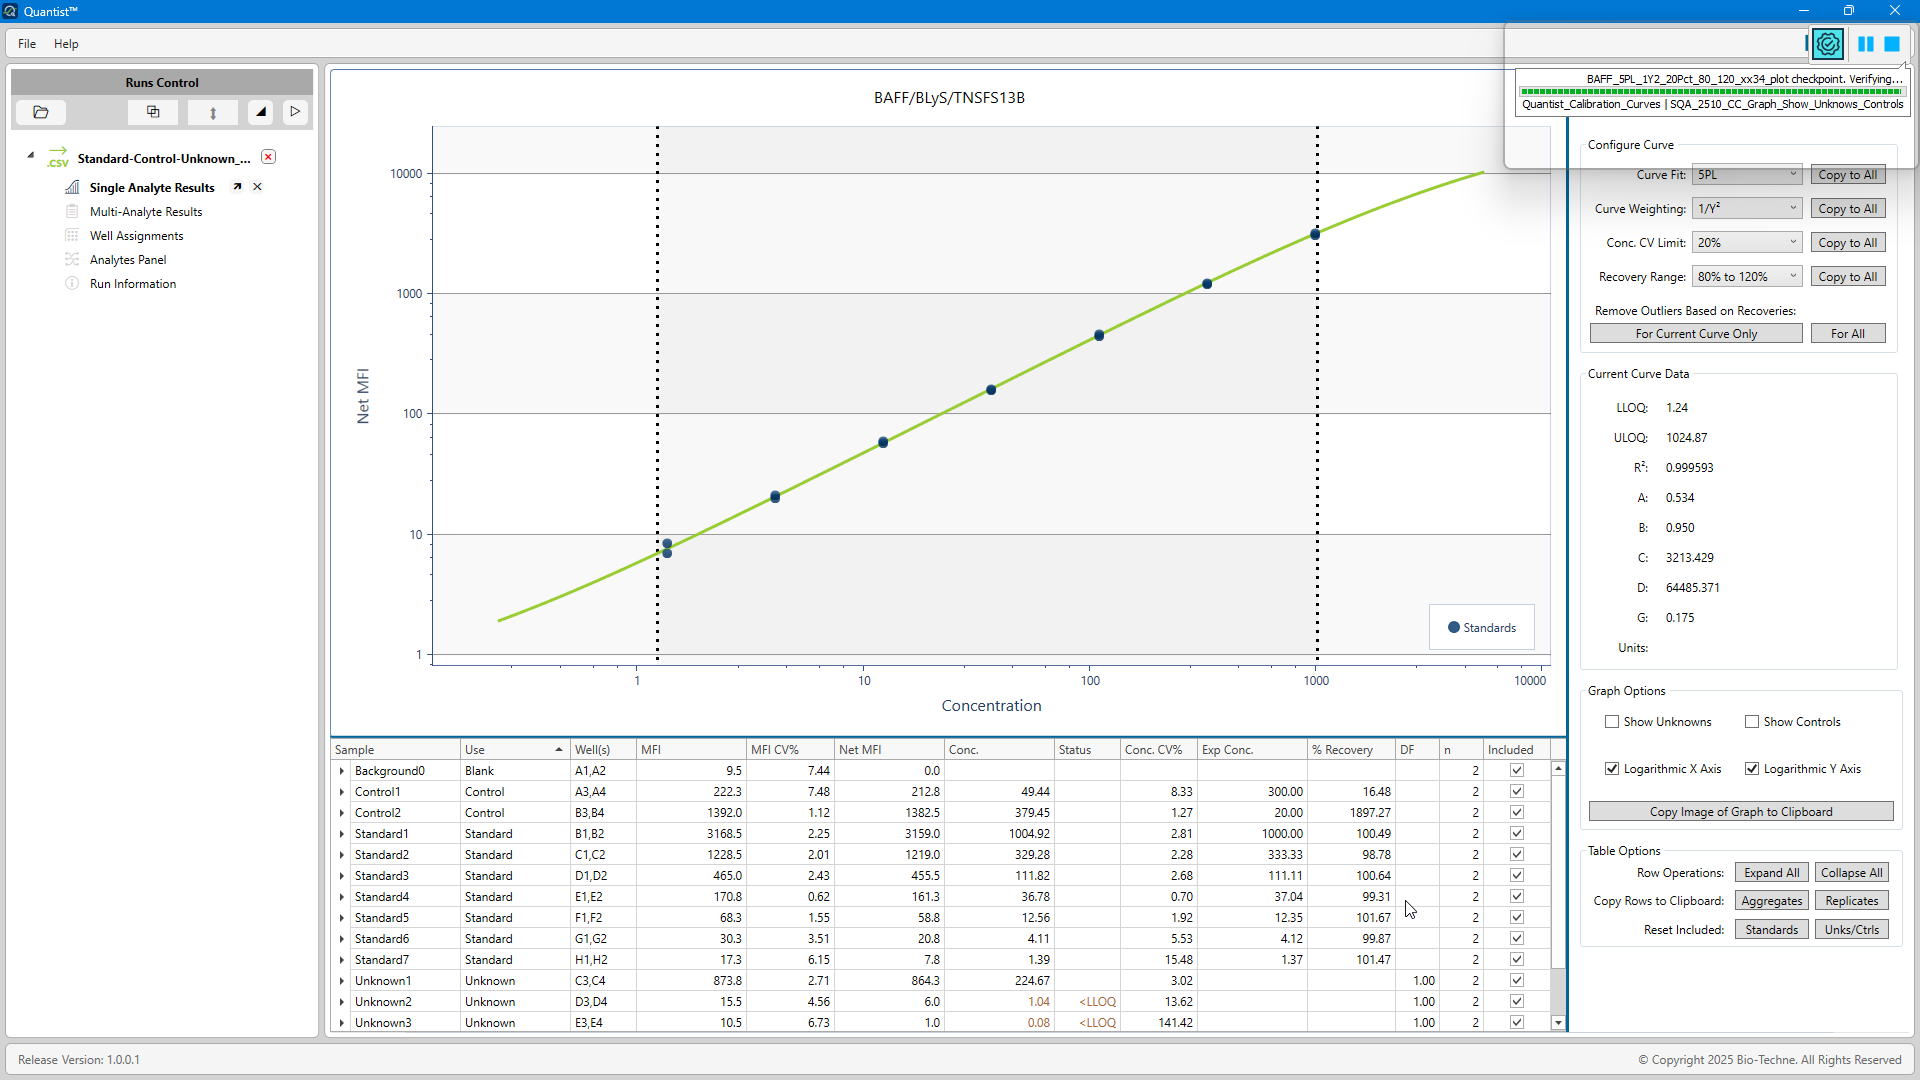 Quantist™
File Help
BAFF_5PL_1Y2_20Pct_80_120_xx34_plot checkpoint. Verifying...
Quantist_Calibration_Curves | SQA_2510_CC_Graph_Show_Unknows_Controls
Runs Control
.csv Standard-Control-Unknown_...
Single Analyte Results
Multi-Analyte Results
Well Assignments
Analytes Panel
Run Information
BAFF/BLyS/TNSFS13B
10000
1000
100
10
1
Net MFI
1 10 100 1000 10000
Concentration
Standards
Configure Curve
Curve Fit: 5PL Copy to All
Curve Weighting: 1/Y² Copy to All
Conc. CV Limit: 20% Copy to All
Recovery Range: 80% to 120% Copy to All
Remove Outliers Based on Recoveries:
For Current Curve Only For All
Current Curve Data
LLOQ: 1.24
ULOQ: 1024.87
R²: 0.999593
A: 0.534
B: 0.950
C: 3213.429
D: 64485.371
G: 0.175
Units:
Graph Options
Show Unknowns Show Controls
Logarithmic X Axis Logarithmic Y Axis
Copy Image of Graph to Clipboard
Table Options
Row Operations: Expand All Collapse All
Copy Rows to Clipboard: Aggregates Replicates
Reset Included: Standards Unks/Ctrls
Sample Use Well(s) MFI MFI CV% Net MFI Conc. Status Conc. CV% Exp Conc. % Recovery DF n Included
Background0 Blank A1,A2 9.5 7.44 0.0 2
Control1 Control A3,A4 222.3 7.48 212.8 49.44 8.33 300.00 16.48 2
Control2 Control B3,B4 1392.0 1.12 1382.5 379.45 1.27 20.00 1897.27 2
Standard1 Standard B1,B2 3168.5 2.25 3159.0 1004.92 2.81 1000.00 100.49 2
Standard2 Standard C1,C2 1228.5 2.01 1219.0 329.28 2.28 333.33 98.78 2
Standard3 Standard D1,D2 465.0 2.43 455.5 111.82 2.68 111.11 100.64 2
Standard4 Standard E1,E2 170.8 0.62 161.3 36.78 0.70 37.04 99.31 2
Standard5 Standard F1,F2 68.3 1.55 58.8 12.56 1.92 12.35 101.67 2
Standard6 Standard G1,G2 30.3 3.51 20.8 4.11 5.53 4.12 99.87 2
Standard7 Standard H1,H2 17.3 6.15 7.8 1.39 15.48 1.37 101.47 2
Unknown1 Unknown C3,C4 873.8 2.71 864.3 224.67 3.02 1.00 2
Unknown2 Unknown D3,D4 15.5 4.56 6.0 1.04 <LLOQ 13.62 1.00 2
Unknown3 Unknown E3,E4 10.5 6.73 1.0 0.08 <LLOQ 141.42 1.00 2
Release Version: 1.0.0.1
© Copyright 2025 Bio-Techne. All Rights Reserved